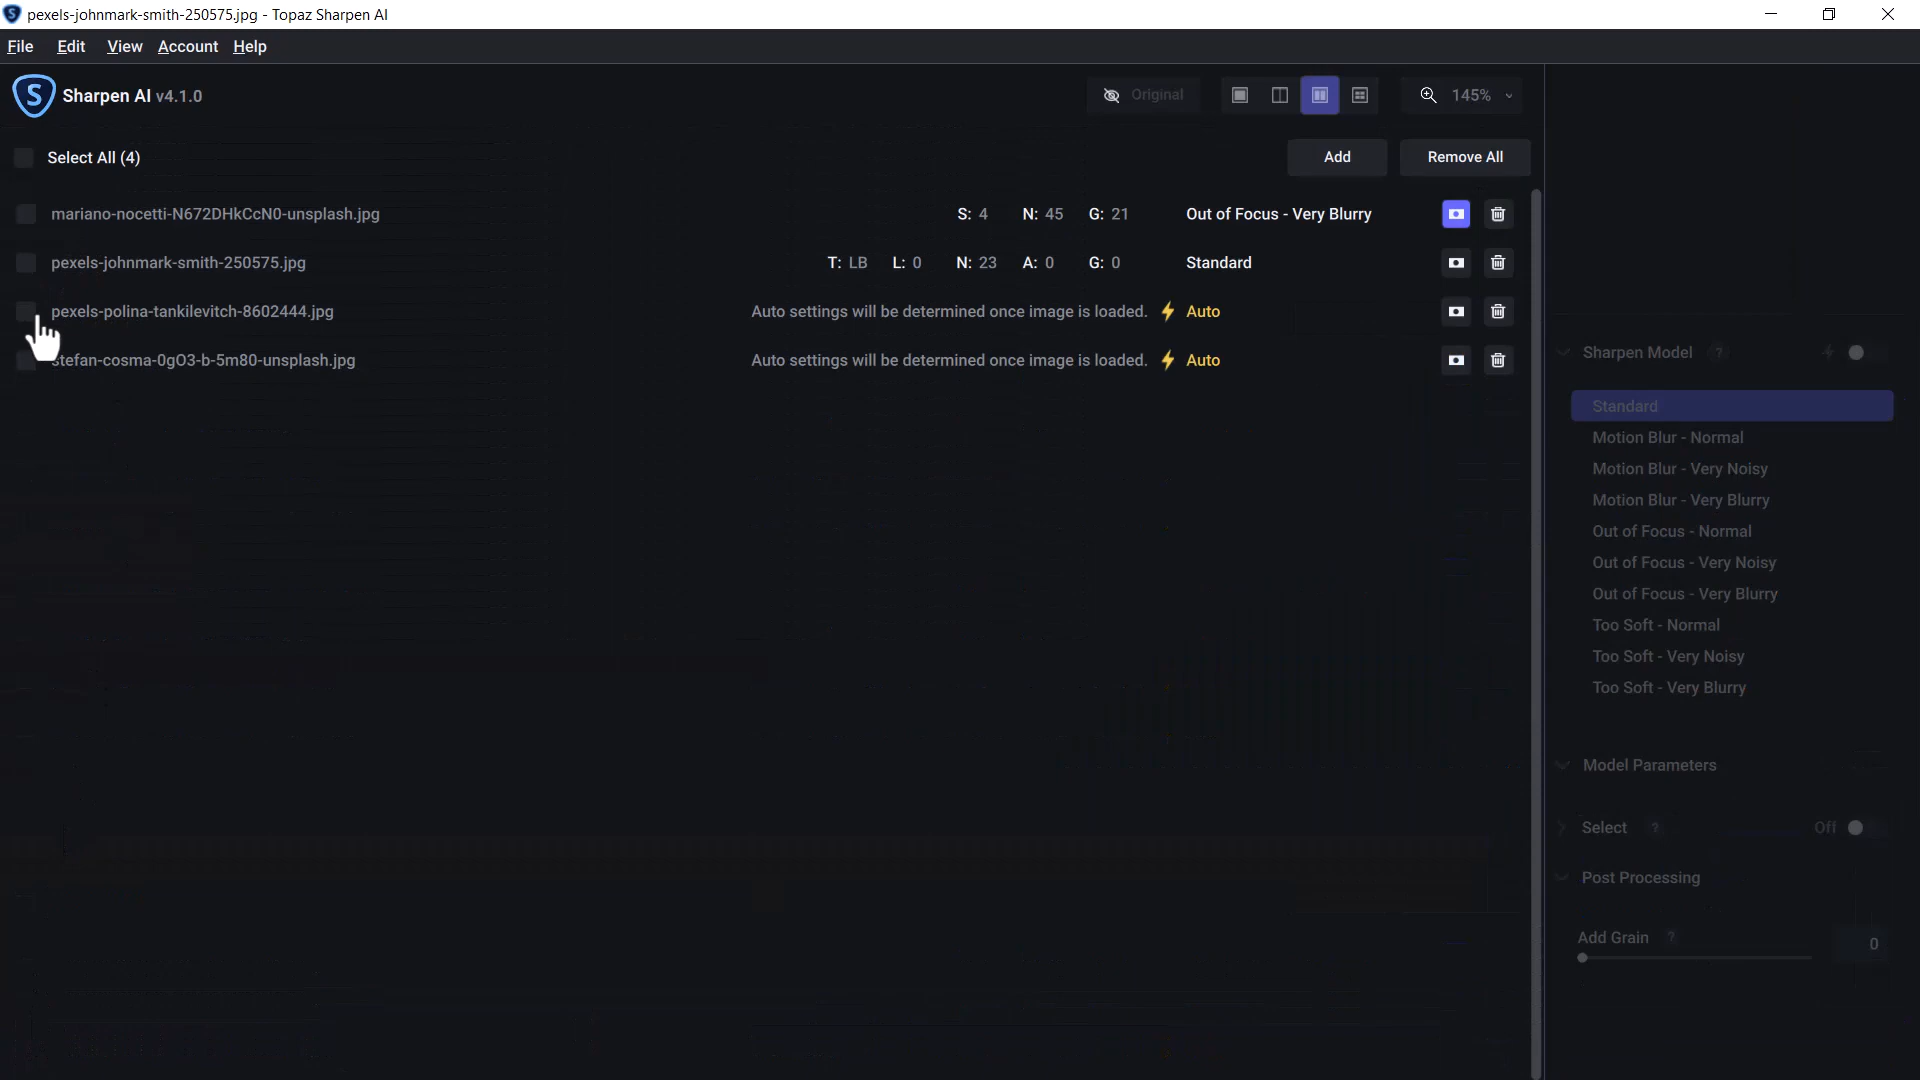 pexels-johnmark-smith-250575.jpg - Topaz Sharpen AI
File Edit View Account Help
S Sharpen AI v4.1.0 Original 145%
Select All (4) Add Remove All
mariano-nocetti-N672DHkCcN0-unsplash.jpg S: 4 N: 45 G: 21 Out of Focus - Very Blurry
pexels-johnmark-smith-250575.jpg T: LB L: 0 N: 23 A: 0 G: 0 Standard
pexels-polina-tankilevitch-8602444.jpg Auto settings will be determined once image is loaded. Auto
stefan-cosma-0gO3-b-5m80-unsplash.jpg Auto settings will be determined once image is loaded. Auto
Sharpen Model ?
Standard
Motion Blur - Normal
Motion Blur - Very Noisy
Motion Blur - Very Blurry
Out of Focus - Normal
Out of Focus - Very Noisy
Out of Focus - Very Blurry
Too Soft - Normal
Too Soft - Very Noisy
Too Soft - Very Blurry
Model Parameters
Select ? Off
Post Processing
Add Grain ? 0